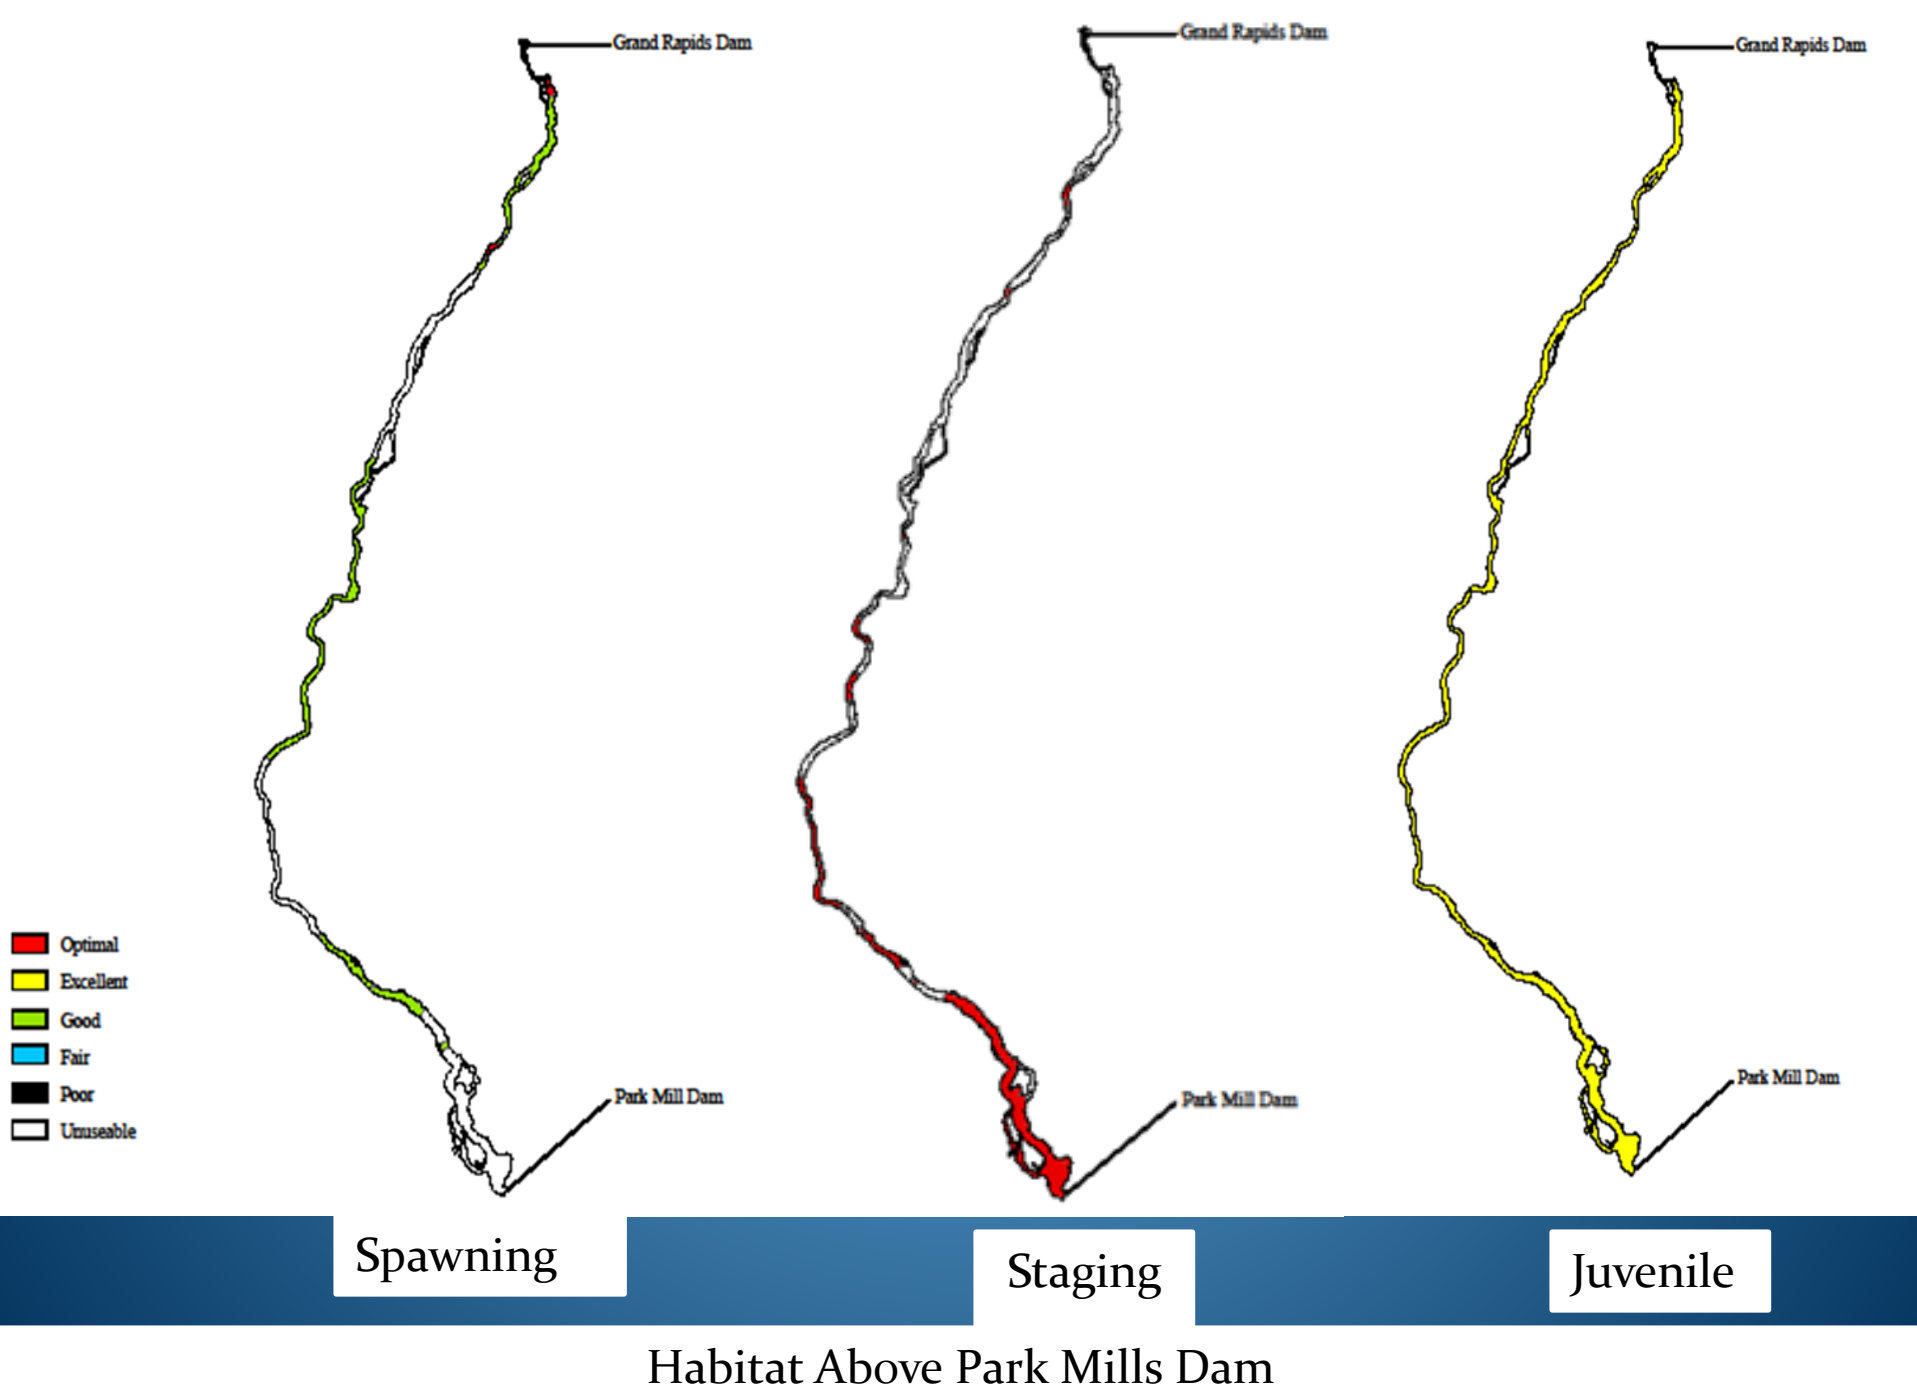 Grand Rapids Dam
Grand Rapids Dam
Grand Rapids Dam
Optimal
Excellent
Good
Fair
Poor
Unuseable
Park Mill Dam
Park Mill Dam
Park Mill Dam
Spawning
Staging
Juvenile
Habitat Above Park Mills Dam